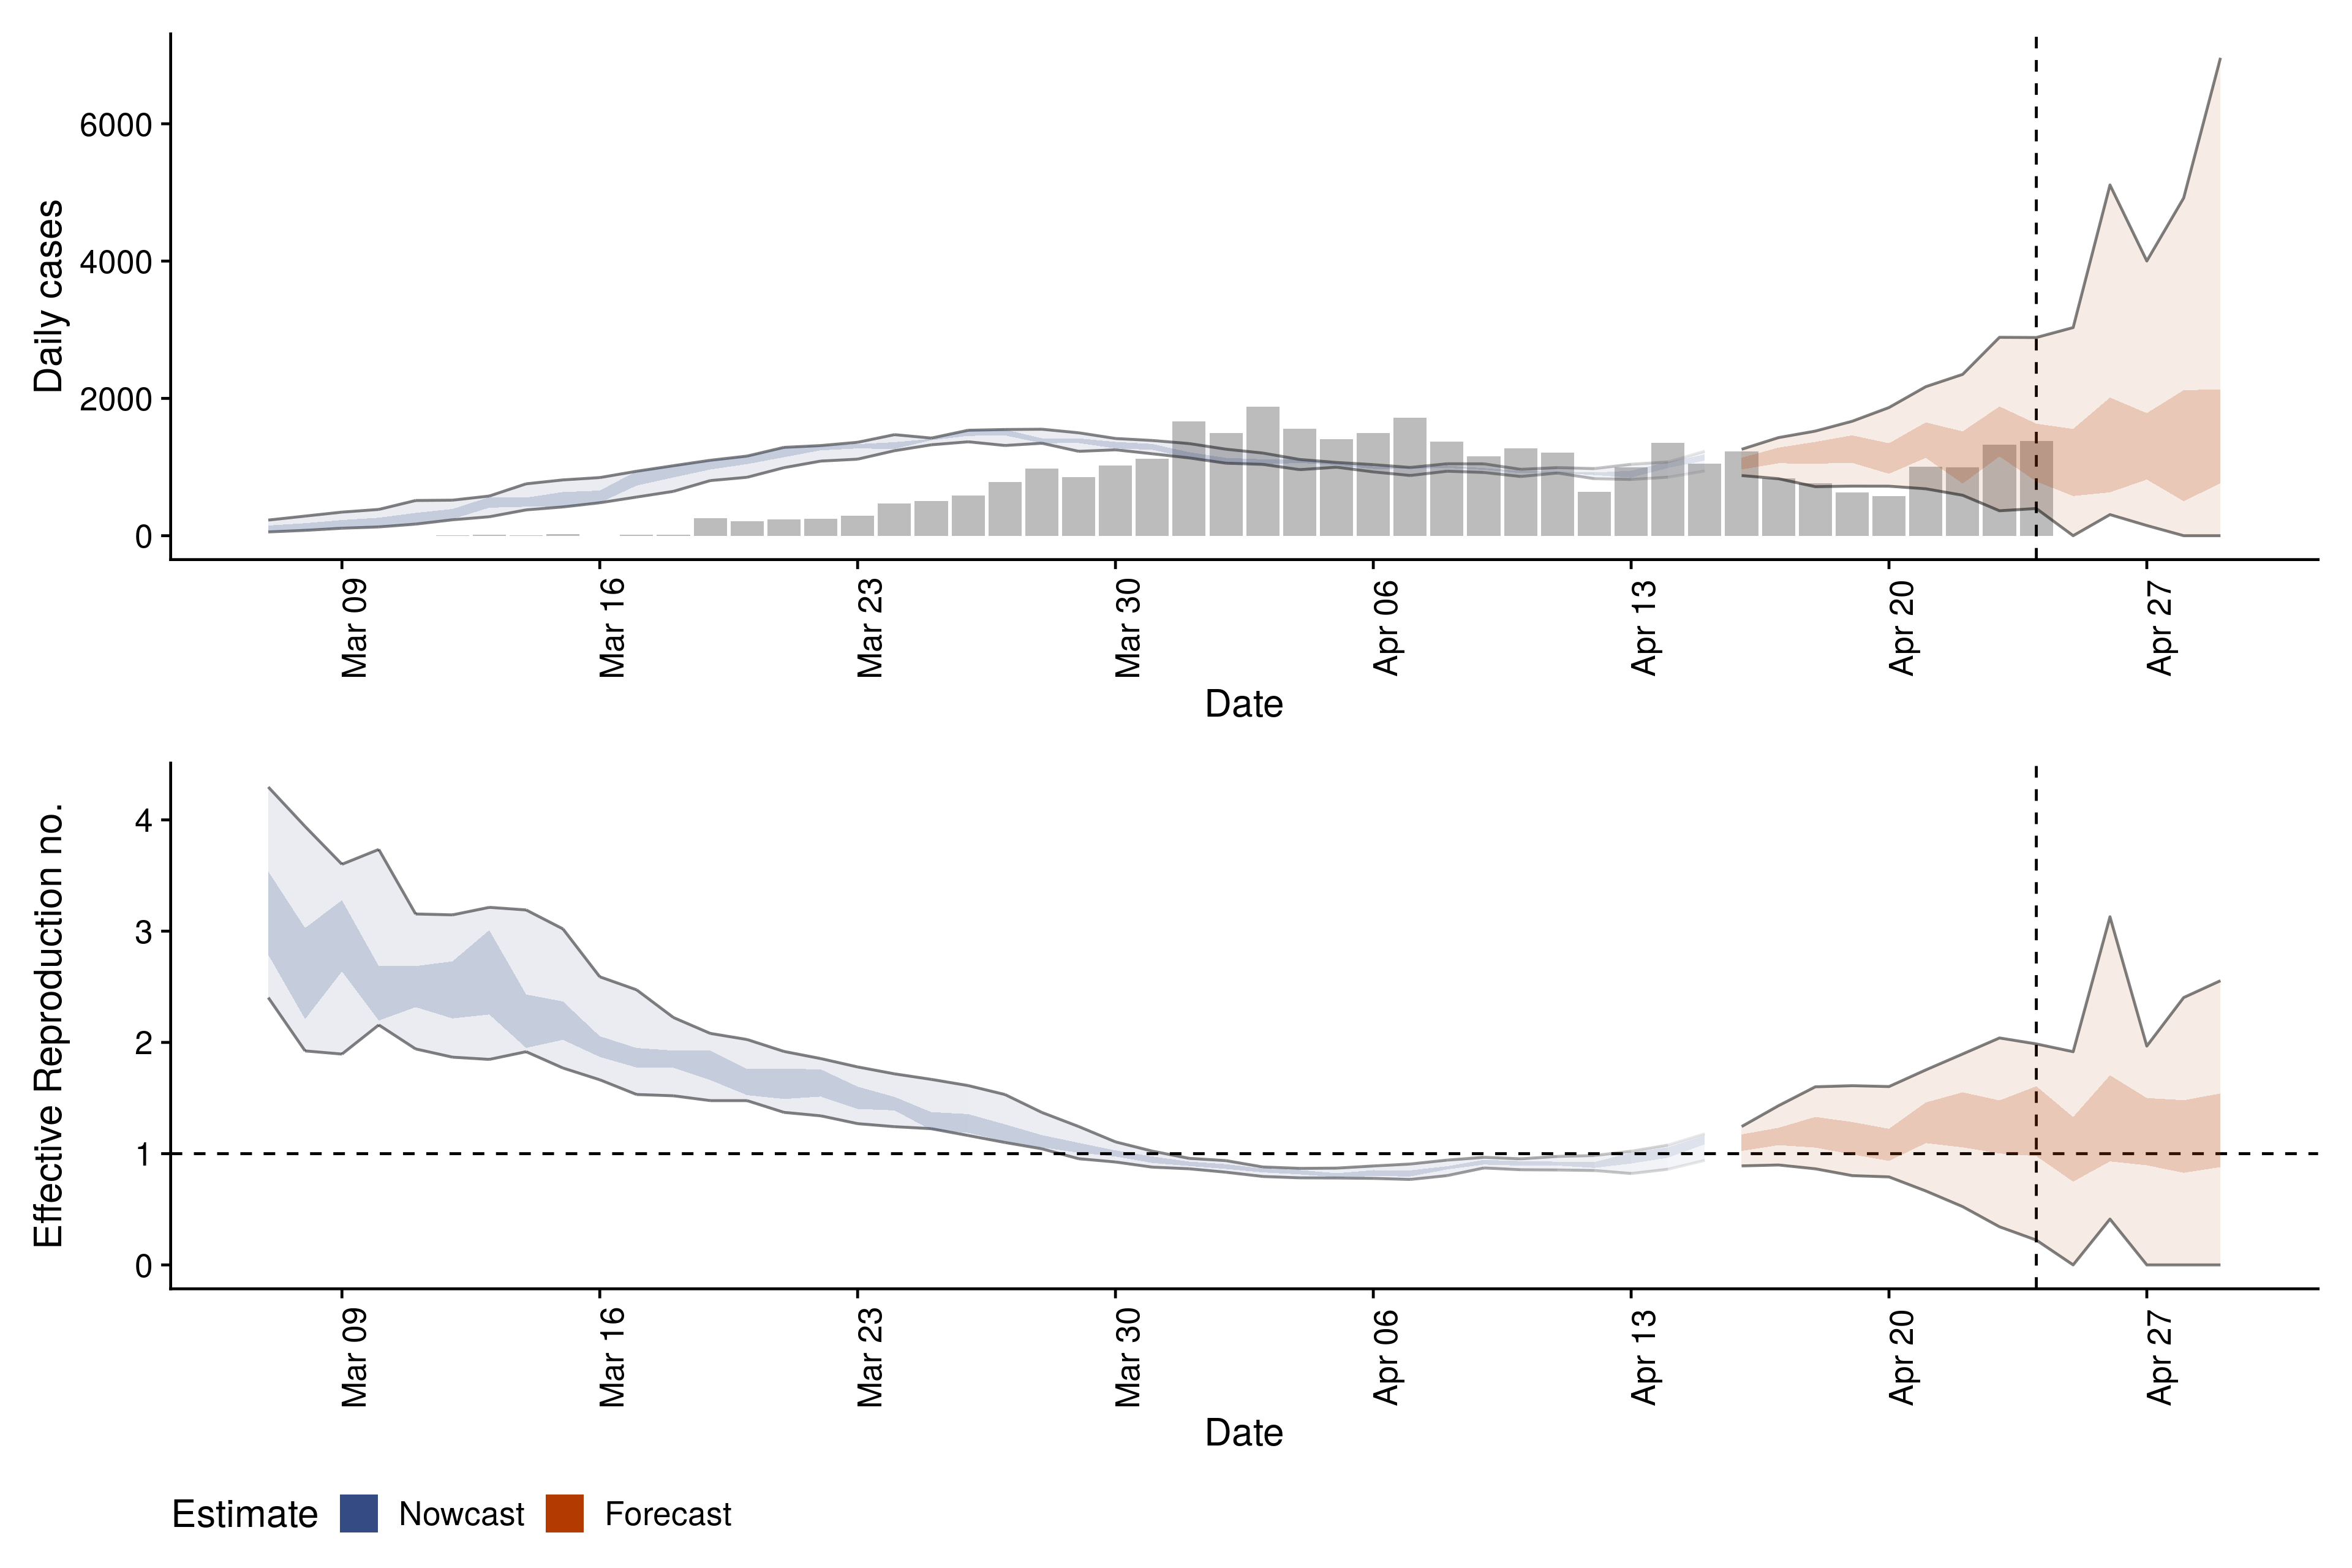 Daily cases
6000
4000
2000
0
Mar 09
Mar 16
Mar 23
Mar 30
Apr 06
Apr 13
Apr 20
Apr 27
Date
Effective Reproduction no.
4
3
2
1
0
Mar 09
Mar 16
Mar 23
Mar 30
Apr 06
Apr 13
Apr 20
Apr 27
Date
Estimate Nowcast Forecast